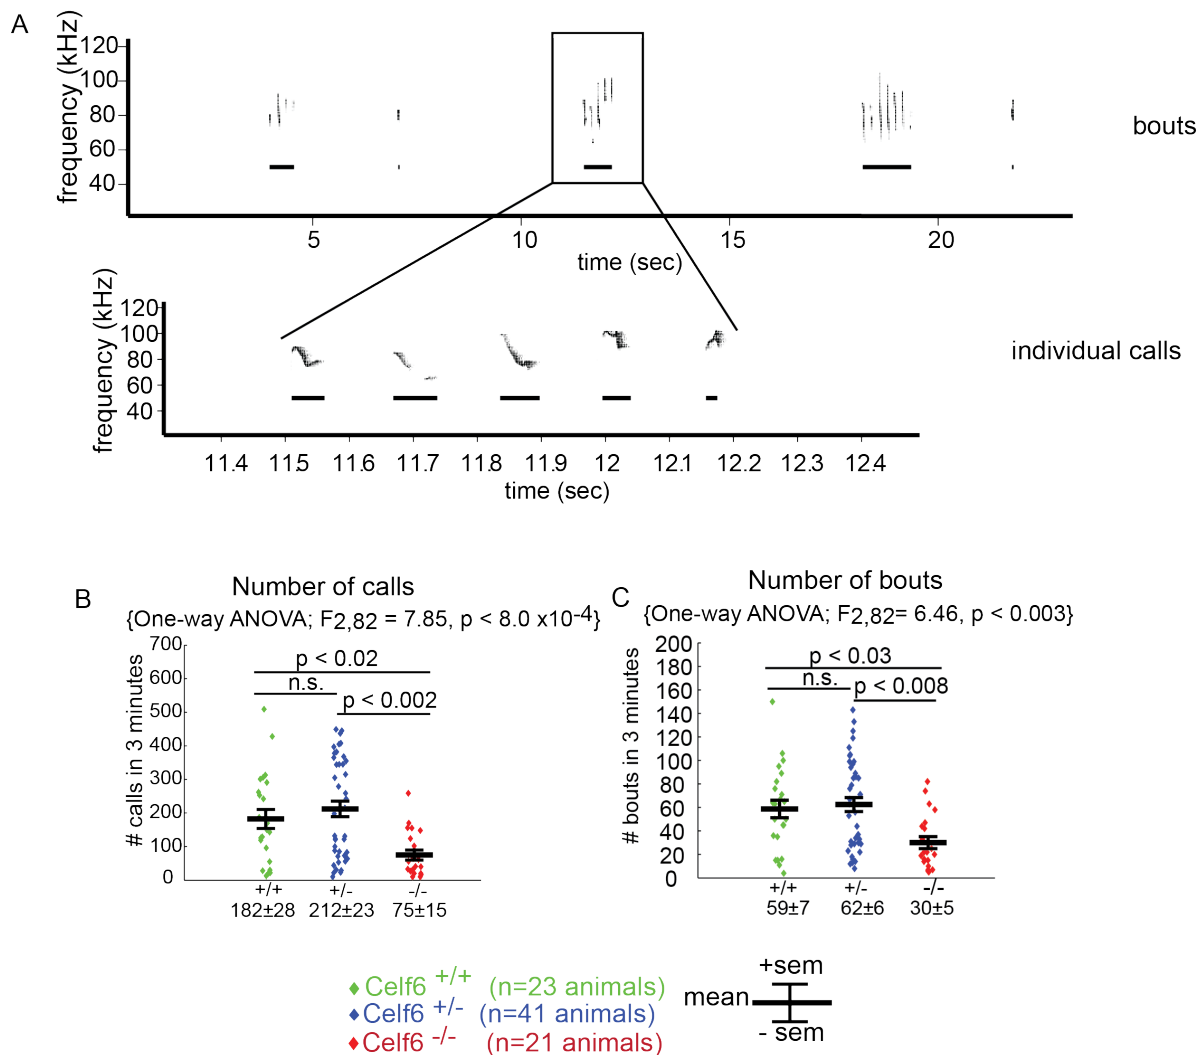 A
frequency (kHz)
120
100
80
60
40
bouts
5 10 15 20
time (sec)
frequency (kHz)
120
100
80
60
40
individual calls
11.4 11.5 11.6 11.7 11.8 11.9 12 12.1 12.2 12.3 12.4
time (sec)
B
Number of calls
{One-way ANOVA; F2,82 = 7.85, p < 8.0 x10-4}
# calls in 3 minutes
700
600
500
400
300
200
100
0
p < 0.02
n.s.
p < 0.002
+/+ +/- -/-
182±28 212±23 75±15
C
Number of bouts
{One-way ANOVA; F2,82= 6.46, p < 0.003}
# bouts in 3 minutes
200
180
160
140
120
100
80
60
40
20
0
p < 0.03
n.s.
p < 0.008
+/+ +/- -/-
59±7 62±6 30±5
Celf6 +/+ (n=23 animals)
Celf6 +/- (n=41 animals)
Celf6 -/- (n=21 animals)
+sem
mean
- sem